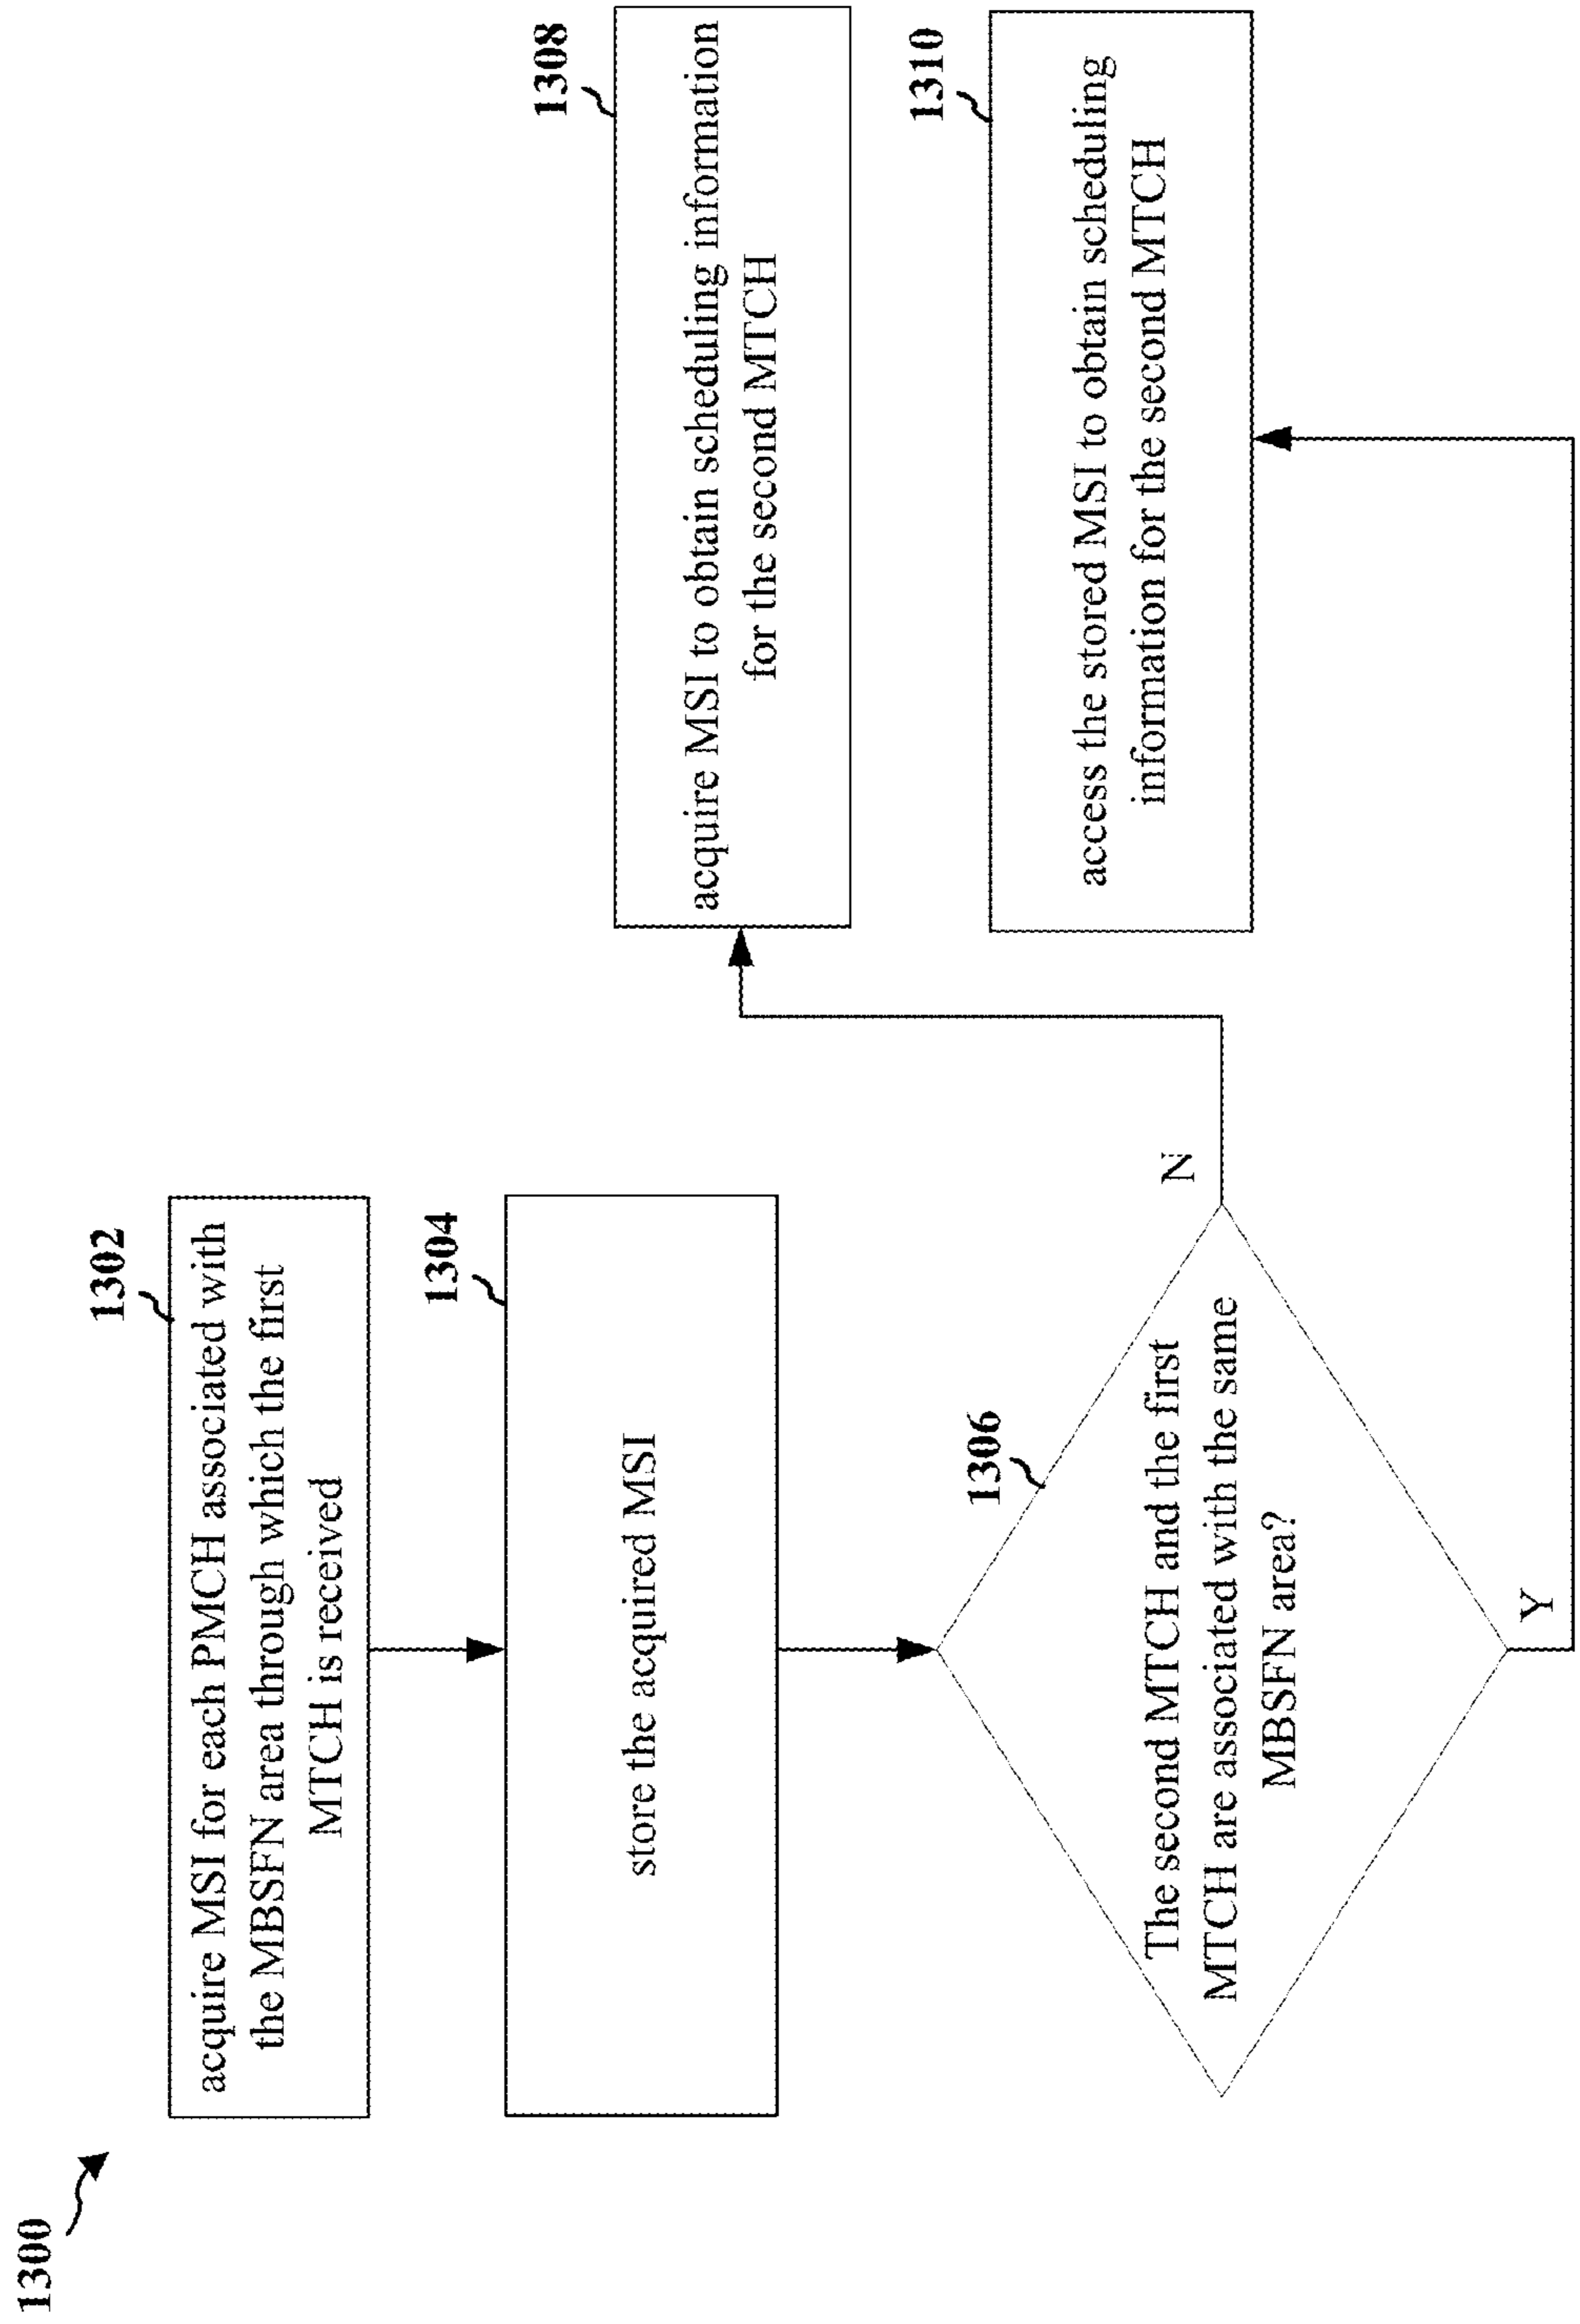 1300
1302
acquire MSI for each PMCH associated with
the MBSFN area through which the first
MTCH is received
1304
store the acquired MSI
1306
The second MTCH and the first
MTCH are associated with the same
MBSFN area?
N
Y
1308
acquire MSI to obtain scheduling information
for the second MTCH
1310
access the stored MSI to obtain scheduling
information for the second MTCH